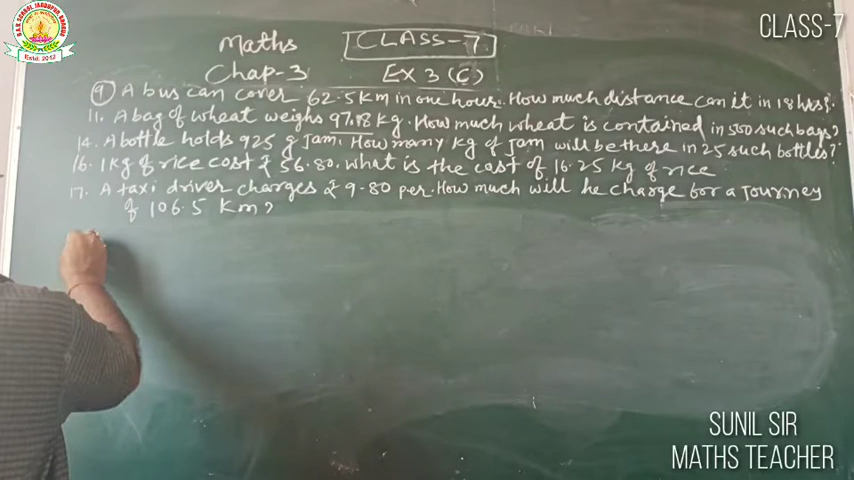 CLASS-7
Maths CLASS-7
Chap-3 EX 3(C)
9 A bus can cover 62.5Km in one hour. How much distance can it in 18 hrs?
11. A bag of wheat weighs 97.18 kg. How much wheat is contained in 500 such bags?
14. A bottle holds 925 g Jam. How many kg of Jam will be there in 25 such bottles?
16. 1kg of rice cost ₹ 56.80. What is the cost of 16.25 kg of rice
17. A taxi driver charges ₹ 9.80 per. How much will he charge for a Journey
of 106.5 Km?
SUNIL SIR
MATHS TEACHER
Estd. 2012